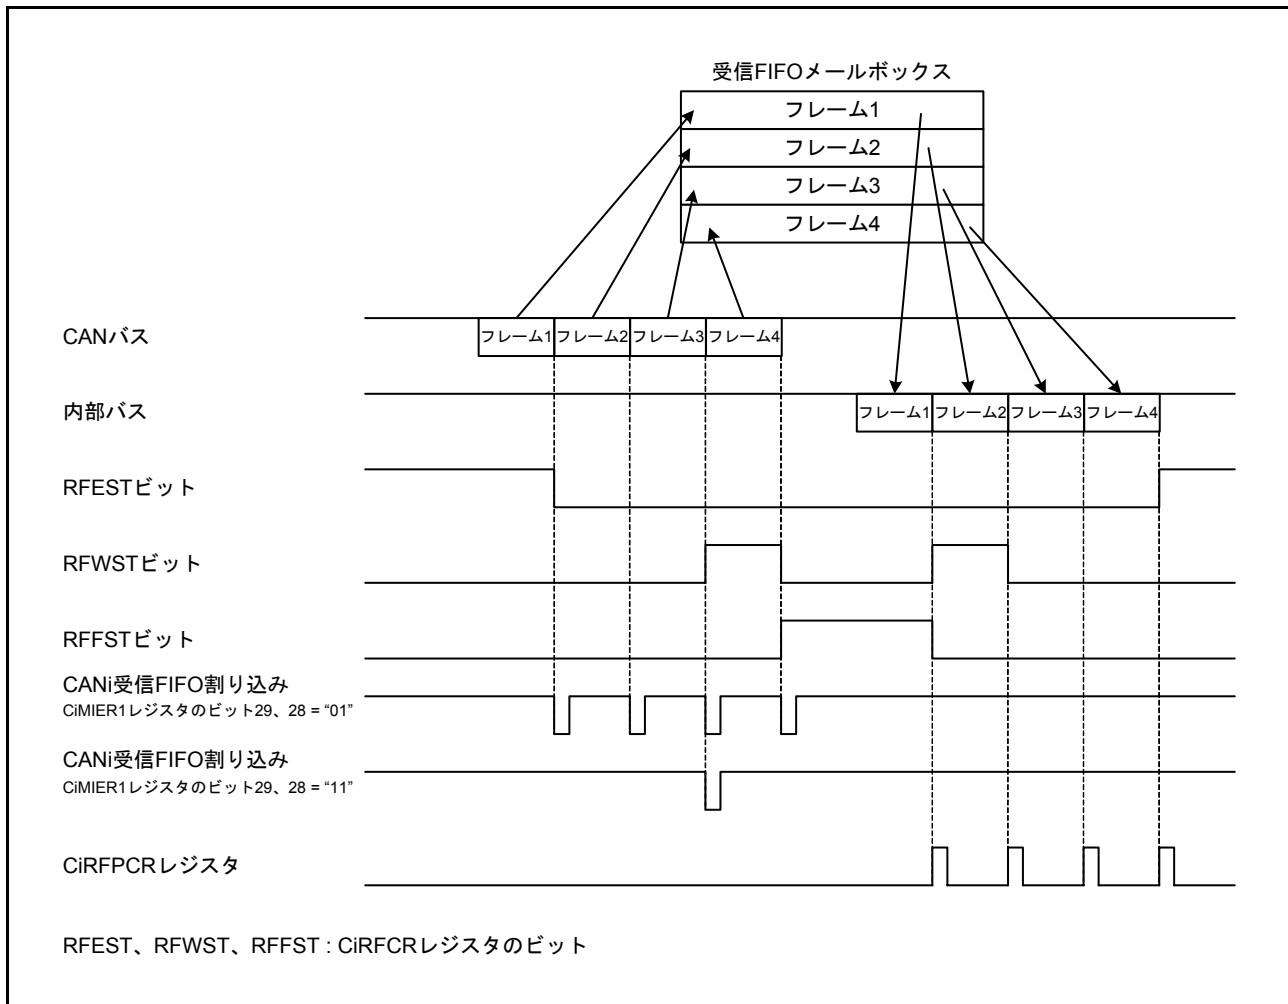 受信FIFOメールボックス
フレーム1
フレーム2
フレーム3
フレーム4
CANバス
フレーム1 フレーム2 フレーム3 フレーム4
内部バス
フレーム1 フレーム2 フレーム3 フレーム4
RFESTビット
RFWSTビット
RFFSTビット
CANi受信FIFO割り込み
CiMIER1レジスタのビット29、28 = “01”
CANi受信FIFO割り込み
CiMIER1レジスタのビット29、28 = “11”
CiRFPCRレジスタ
RFEST、RFWST、RFFST : CiRFCRレジスタのビット